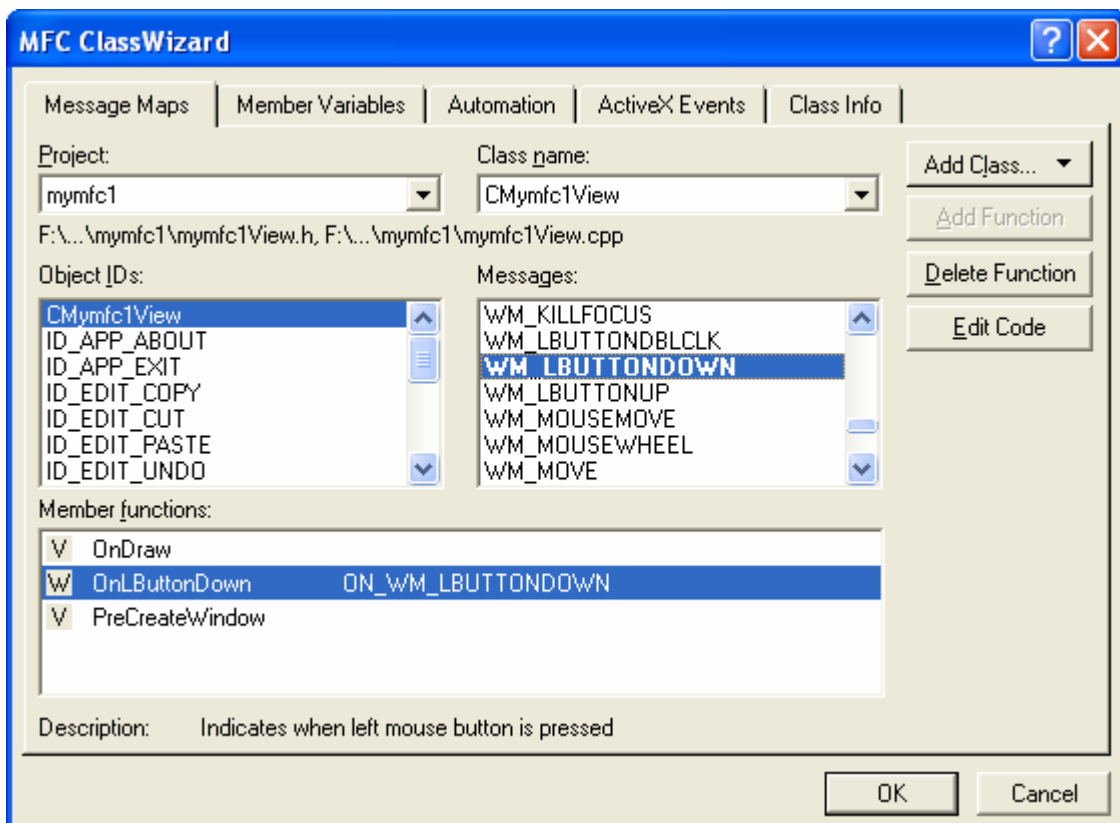 MFC ClassWizard
Message Maps Member Variables Automation ActiveX Events Class Info
Project: Class name:
mymfc1 CMymfc1View
Add Class...
Add Function
F:\...\mymfc1\mymfc1View.h, F:\...\mymfc1\mymfc1View.cpp
Object IDs: Messages:
Delete Function
Edit Code
CMymfc1View
ID_APP_ABOUT
ID_APP_EXIT
ID_EDIT_COPY
ID_EDIT_CUT
ID_EDIT_PASTE
ID_EDIT_UNDO
WM_KILLFOCUS
WM_LBUTTONDBLCLK
WM_LBUTTONDOWN
WM_LBUTTONUP
WM_MOUSEMOVE
WM_MOUSEWHEEL
WM_MOVE
Member functions:
V OnDraw
W OnLButtonDown ON_WM_LBUTTONDOWN
V PreCreateWindow
Description: Indicates when left mouse button is pressed
OK Cancel